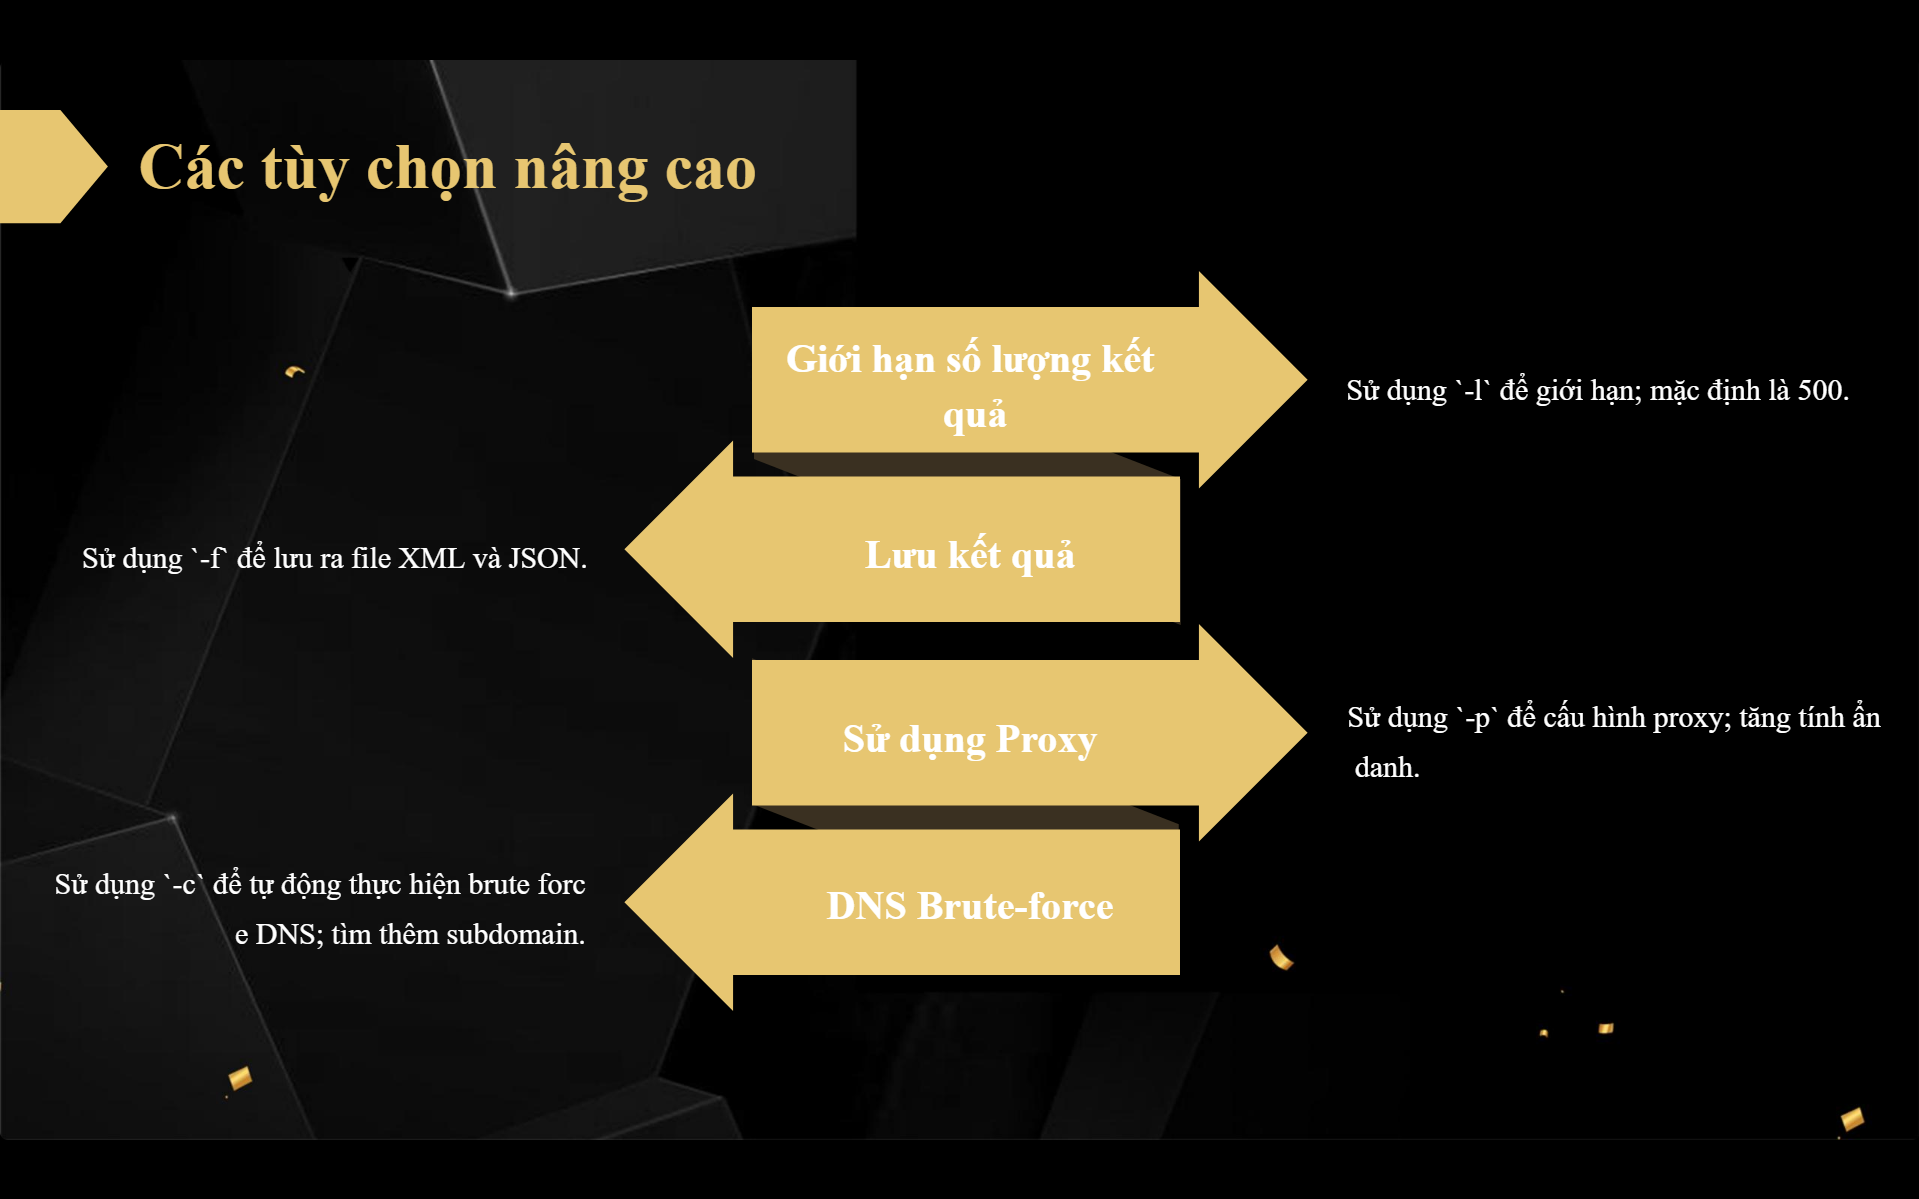 Các tùy chọn nâng cao
Giới hạn số lượng kết
quả
Sử dụng `-l` để giới hạn; mặc định là 500.
Lưu kết quả
Sử dụng `-f` để lưu ra file XML và JSON.
Sử dụng Proxy
Sử dụng `-p` để cấu hình proxy; tăng tính ẩn
danh.
DNS Brute-force
Sử dụng `-c` để tự động thực hiện brute forc
e DNS; tìm thêm subdomain.